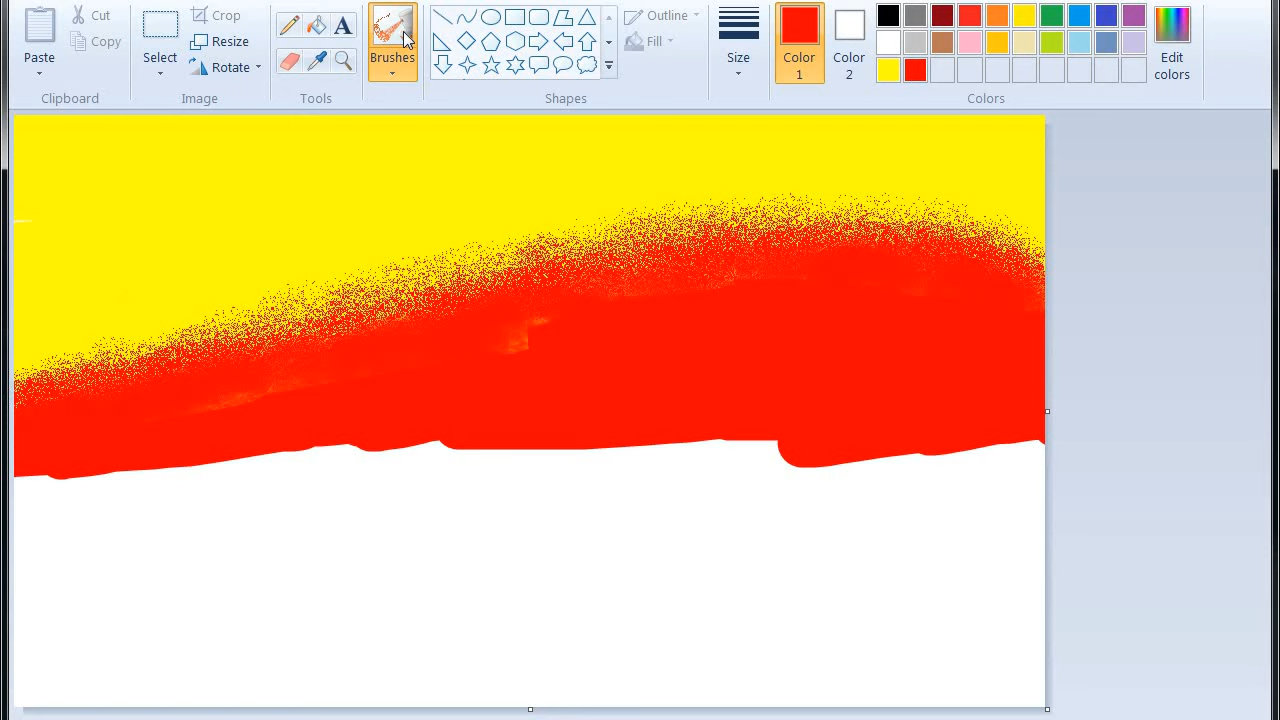 Paste
Cut
Copy
Clipboard
Select
Crop
Resize
Rotate
Image
A
Tools
Brushes
Outline
Fill
Shapes
Size
Color
1
Color
2
Edit
colors
Colors